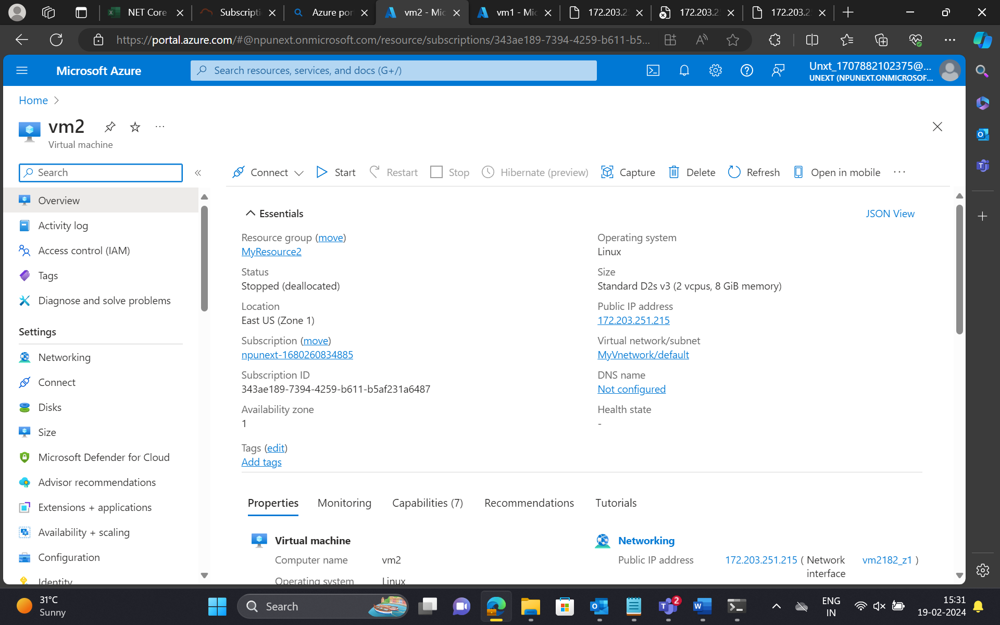 NET Core
Subscripti
Azure por
vm2 - Mic
vm1 - Mic
172.203.2
172.203.2
172.203.2
https://portal.azure.com/#@npunext.onmicrosoft.com/resource/subscriptions/343ae189-7394-4259-b611-b5...
Microsoft Azure
Search resources, services, and docs (G+/)
Unxt_1707882102375@...
UNEXT (NPUNEXT.ONMICROSOF...
Home
vm2
Virtual machine
Search
Connect
Start
Restart
Stop
Hibernate (preview)
Capture
Delete
Refresh
Open in mobile
Overview
Activity log
Access control (IAM)
Tags
Diagnose and solve problems
Settings
Networking
Connect
Disks
Size
Microsoft Defender for Cloud
Advisor recommendations
Extensions + applications
Availability + scaling
Configuration
Identity
Essentials
JSON View
Resource group (move)
MyResource2
Status
Stopped (deallocated)
Location
East US (Zone 1)
Subscription (move)
npunext-1680260834885
Subscription ID
343ae189-7394-4259-b611-b5af231a6487
Availability zone
1
Operating system
Linux
Size
Standard D2s v3 (2 vcpus, 8 GiB memory)
Public IP address
172.203.251.215
Virtual network/subnet
MyVnetwork/default
DNS name
Not configured
Health state
-
Tags (edit)
Add tags
Properties
Monitoring
Capabilities (7)
Recommendations
Tutorials
Virtual machine
Computer name vm2
Operating system Linux
Networking
Public IP address 172.203.251.215 ( Network interface vm2182_z1 )
31°C
Sunny
Search
2
ENG
IN
15:31
19-02-2024